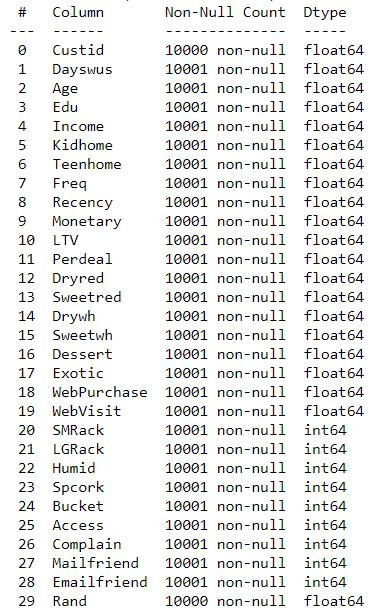 #   Column   Non-Null Count   Dtype
---  ------   --------------   -----
0   Custid   10000 non-null   float64
1   Dayswus   10001 non-null   float64
2   Age   10001 non-null   float64
3   Edu   10001 non-null   float64
4   Income   10001 non-null   float64
5   Kidhome   10001 non-null   float64
6   Teenhome   10001 non-null   float64
7   Freq   10001 non-null   float64
8   Recency   10001 non-null   float64
9   Monetary   10001 non-null   float64
10   LTV   10001 non-null   float64
11   Perdeal   10001 non-null   float64
12   Dryred   10001 non-null   float64
13   Sweetred   10001 non-null   float64
14   Drywh   10001 non-null   float64
15   Sweetwh   10001 non-null   float64
16   Dessert   10001 non-null   float64
17   Exotic   10001 non-null   float64
18   WebPurchase   10001 non-null   float64
19   WebVisit   10001 non-null   float64
20   SMRack   10001 non-null   int64
21   LGRack   10001 non-null   int64
22   Humid   10001 non-null   int64
23   Spcork   10001 non-null   int64
24   Bucket   10001 non-null   int64
25   Access   10001 non-null   int64
26   Complain   10001 non-null   int64
27   Mailfriend   10001 non-null   int64
28   Emailfriend   10001 non-null   int64
29   Rand   10000 non-null   float64